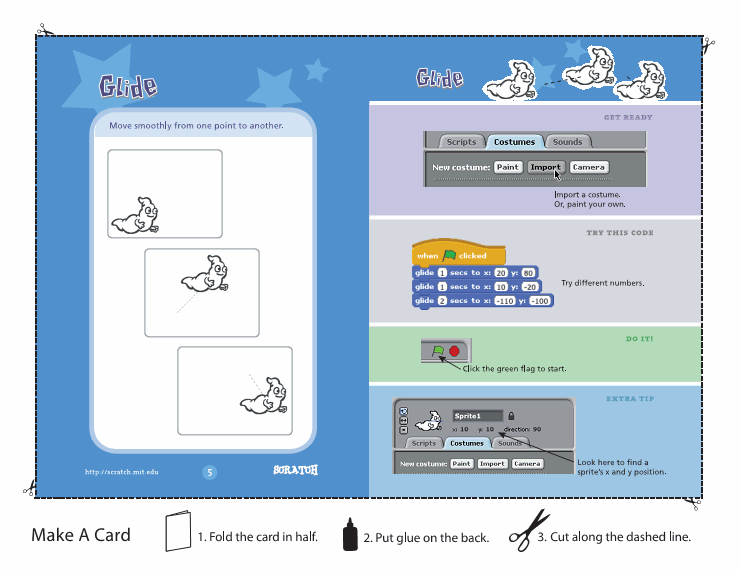 Glide
Move smoothly from one point to another.
http://scratch.mit.edu
5
SCRATCH
Glide
GET READY
Scripts Costumes Sounds
New costume: Paint Import Camera
Import a costume.
Or, paint your own.
TRY THIS CODE
when clicked
glide 1 secs to x: 20 y: 80
glide 1 secs to x: 10 y: -20
glide 2 secs to x: -110 y: -100
Try different numbers.
DO IT!
Click the green flag to start.
EXTRA TIP
Sprite1
x: 10 y: 10 direction: 90
Scripts Costumes Sounds
New costume: Paint Import Camera
Look here to find a
sprite's x and y position.
Make A Card
1. Fold the card in half.
2. Put glue on the back.
3. Cut along the dashed line.